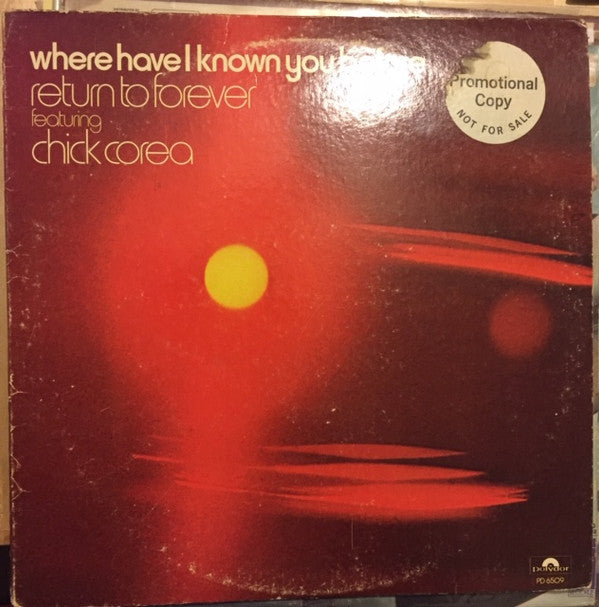 where have I known you
return to forever
featuring
chick corea
Promotional
Copy
NOT FOR SALE
polydor
PD 6509